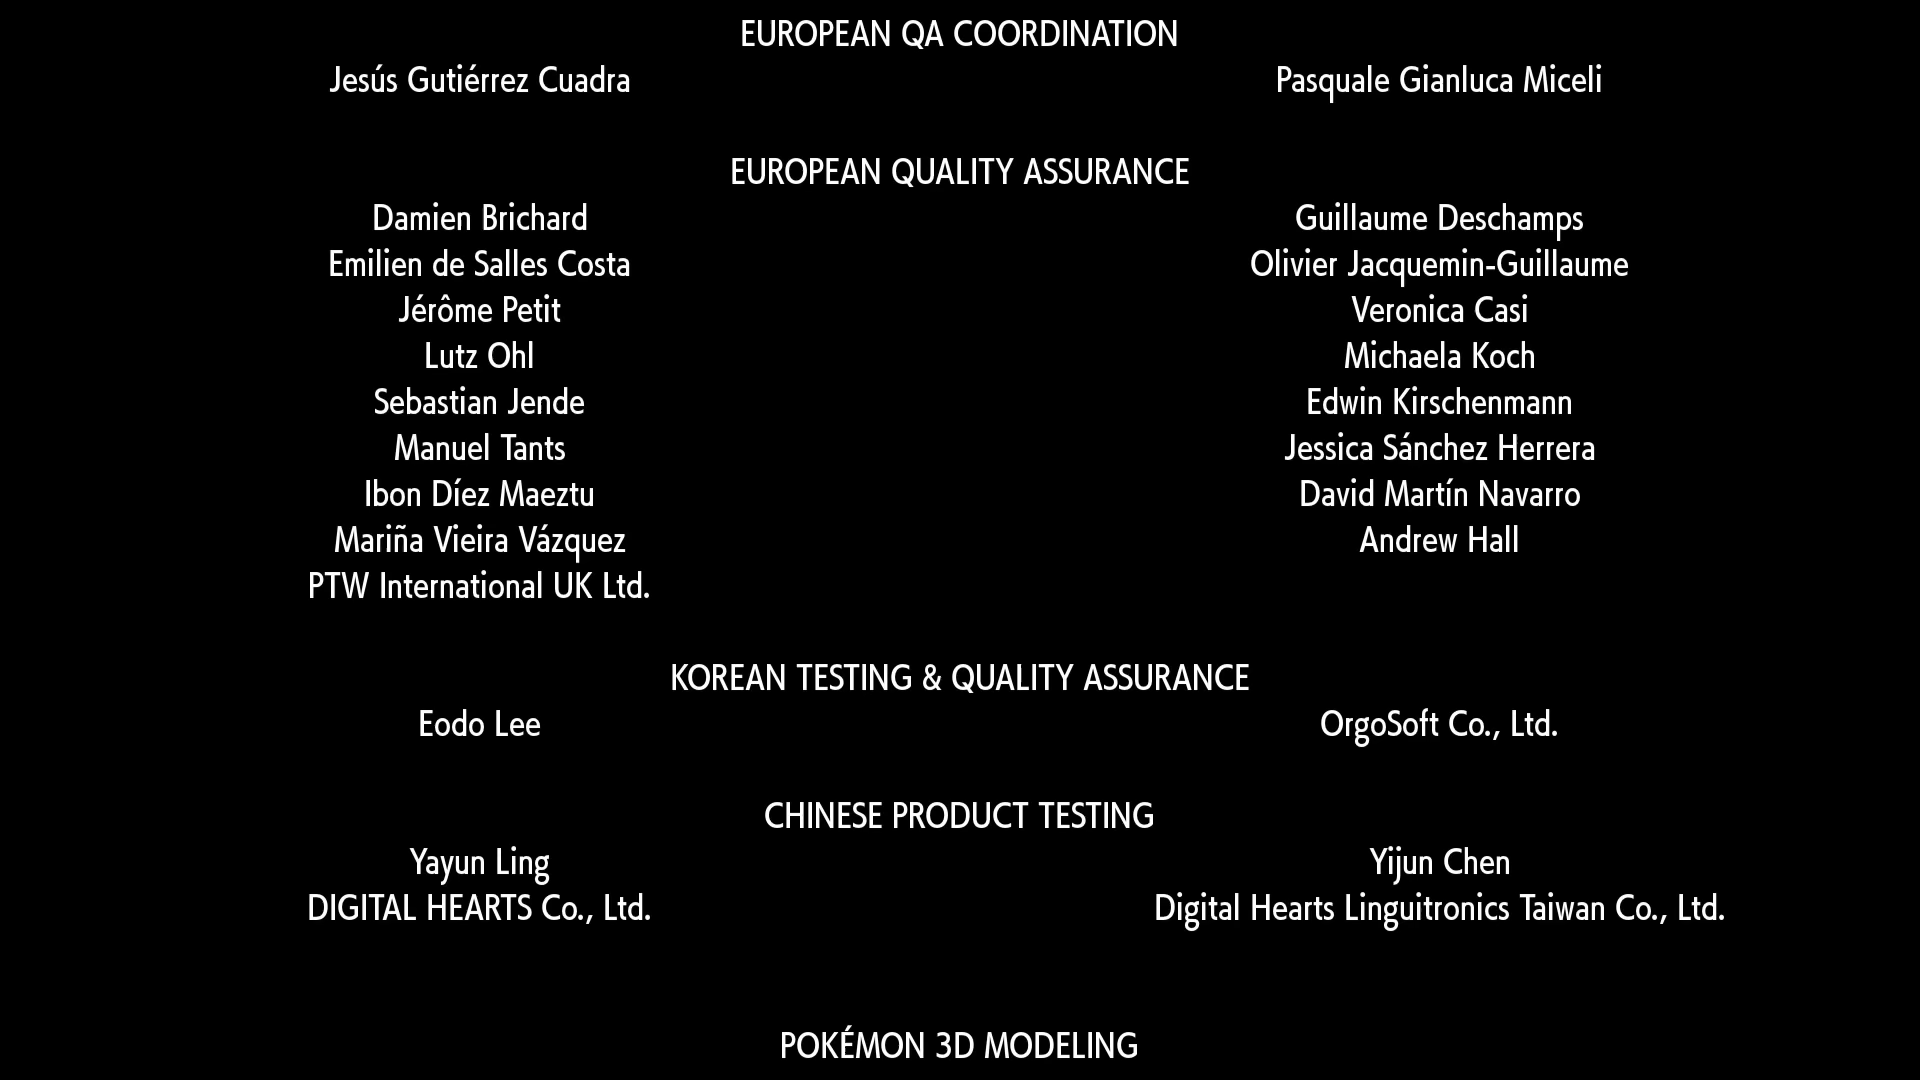 EUROPEAN QA COORDINATION
Jesús Gutiérrez Cuadra Pasquale Gianluca Miceli
EUROPEAN QUALITY ASSURANCE
Damien Brichard Guillaume Deschamps
Emilien de Salles Costa Olivier Jacquemin-Guillaume
Jérôme Petit Veronica Casi
Lutz Ohl Michaela Koch
Sebastian Jende Edwin Kirschenmann
Manuel Tants Jessica Sánchez Herrera
Ibon Díez Maeztu David Martín Navarro
Mariña Vieira Vázquez Andrew Hall
PTW International UK Ltd.
KOREAN TESTING & QUALITY ASSURANCE
Eodo Lee OrgoSoft Co., Ltd.
CHINESE PRODUCT TESTING
Yayun Ling Yijun Chen
DIGITAL HEARTS Co., Ltd. Digital Hearts Linguitronics Taiwan Co., Ltd.
POKÉMON 3D MODELING